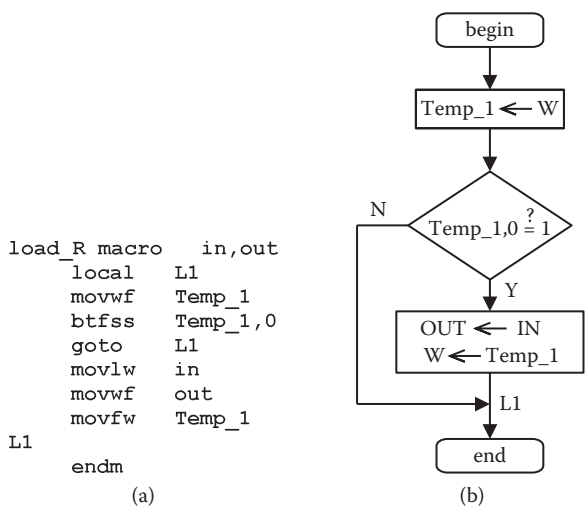 load_R macro in,out
local L1
movwf Temp_1
btfss Temp_1,0
goto L1
movlw in
movwf out
movfw Temp_1
L1
endm
(a)
begin
Temp_1 ← W
N
Temp_1,0 ?= 1
Y
OUT ← IN
W ← Temp_1
L1
end
(b)